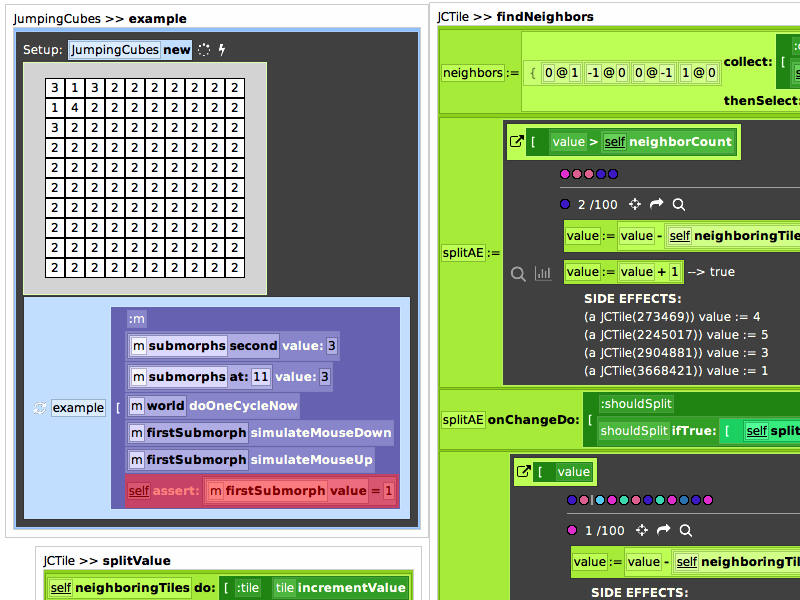 JumpingCubes >> example
Setup: JumpingCubes new
3 1 3 2 2 2 2 2 2 2
1 4 2 2 2 2 2 2 2 2
3 2 2 2 2 2 2 2 2 2
2 2 2 2 2 2 2 2 2 2
2 2 2 2 2 2 2 2 2 2
2 2 2 2 2 2 2 2 2 2
2 2 2 2 2 2 2 2 2 2
2 2 2 2 2 2 2 2 2 2
2 2 2 2 2 2 2 2 2 2
2 2 2 2 2 2 2 2 2 2
example [ :m
m submorphs second value: 3
m submorphs at: 11 value: 3
m world doOneCycleNow
m firstSubmorph simulateMouseDown
m firstSubmorph simulateMouseUp
self assert: m firstSubmorph value = 1
JCTile >> splitValue
self neighboringTiles do: [ :tile tile incrementValue
JCTile >> findNeighbors
neighbors := { 0 @ 1 -1 @ 0 0 @ -1 1 @ 0 collect: [
thenSelect:
splitAE :=
[ value > self neighborCount
2 /100
value := value - self neighboringTile
value := value + 1 --> true
SIDE EFFECTS:
(a JCTile(273469)) value := 4
(a JCTile(2245017)) value := 5
(a JCTile(2904881)) value := 3
(a JCTile(3668421)) value := 1
splitAE onChangeDo: [ :shouldSplit
shouldSplit ifTrue: [ self split
[ value
1 /100
value := value - self neighboringTile
SIDE EFFECTS: